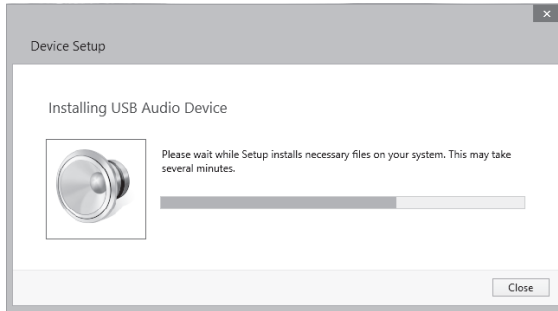 Device Setup
Installing USB Audio Device
Please wait while Setup installs necessary files on your system. This may take
several minutes.
Close